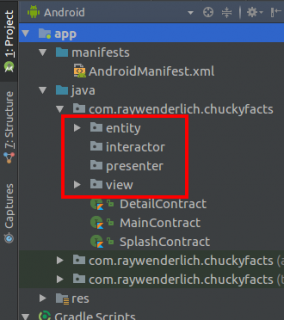 Android
1: Project
7: Structure
Captures
app
manifests
AndroidManifest.xml
java
com.raywenderlich.chuckyfacts
entity
interactor
presenter
view
DetailContract
MainContract
SplashContract
com.raywenderlich.chuckyfacts (a
com.raywenderlich.chuckyfacts (
res
Gradle Scripts